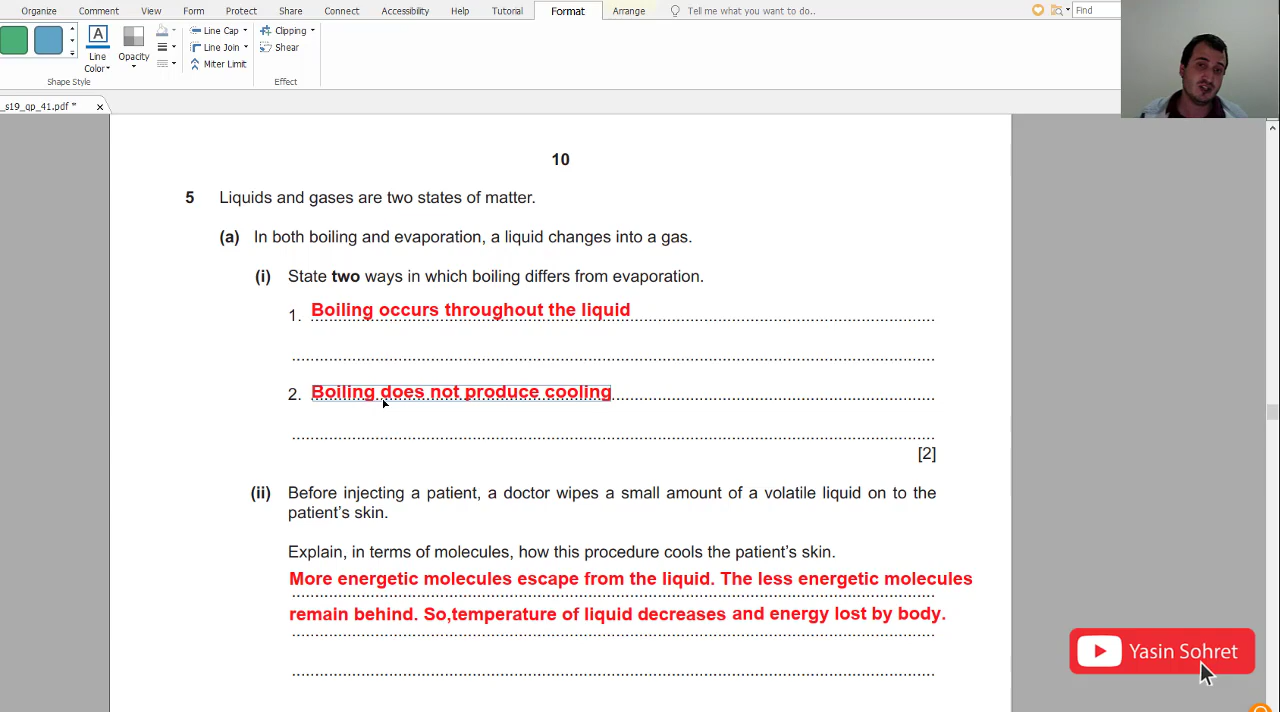 Organize Comment View Form Protect Share Connect Accessibility Help Tutorial Format Arrange Tell me what you want to do.. Find
Line Color
Opacity
Line Cap
Line Join
Miter Limit
Clipping
Shear
Shape Style
Effect
_s19_qp_41.pdf *
10
5 Liquids and gases are two states of matter.
(a) In both boiling and evaporation, a liquid changes into a gas.
(i) State two ways in which boiling differs from evaporation.
1. Boiling occurs throughout the liquid
2. Boiling does not produce cooling
[2]
(ii) Before injecting a patient, a doctor wipes a small amount of a volatile liquid on to the
patient's skin.
Explain, in terms of molecules, how this procedure cools the patient's skin.
More energetic molecules escape from the liquid. The less energetic molecules
remain behind. So,temperature of liquid decreases and energy lost by body.
Yasin Sohret